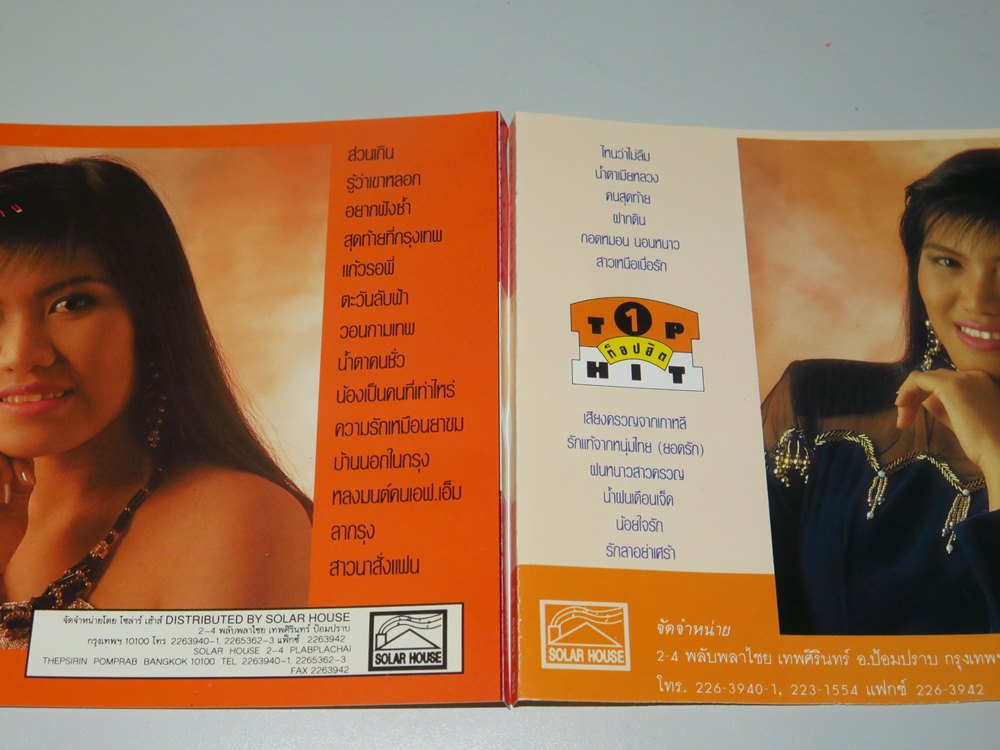 ส่วนเกิน
รู้ว่าเขาหลอก
อยากฟังซ้ำ
สุดท้ายที่กรุงเทพ
แก้วรอพี่
ตะวันลับฟ้า
วอนกามเทพ
น้ำตาคนชั่ว
น้องเป็นคนที่เท่าไหร่
ความรักเหมือนยาขม
บ้านนอกในกรุง
หลงมนต์คนเอฟ.เอ็ม
ลากรุง
สาวนาสั่งแฟน
จัดจำหน่ายโดย โซล่าร์ เฮ้าส์ DISTRIBUTED BY SOLAR HOUSE
2-4 พลับพลาไชย เทพศิรินทร์ ป้อมปราบ
กรุงเทพฯ 10100 โทร 2263940-1, 2265362-3 แฟ็กซ์ 2263942
SOLAR HOUSE 2-4 PLABPLACHAI
THEPSIRIN POMPRAB BANGKOK 10100 TEL 2263940-1, 2265362-3
FAX 2263942
SOLAR HOUSE
ไหนว่าไม่ลืม
น้ำตาเมียหลวง
คนสุดท้าย
ฝากดิน
กอดหมอน นอนหนาว
สาวเหนือเบื่อรัก
TOP 1
ท็อปฮิต
HIT
เสียงครวญจากเกาหลี
รักแท้จากหนุ่มไทย (ยอดรัก)
ฝนหนาวสาวครวญ
น้ำฝนเดือนเจ็ด
น้อยใจรัก
รักลาอย่าเศร้า
SOLAR HOUSE
จัดจำหน่าย
2-4 พลับพลาไชย เทพศิรินทร์ อ.ป้อมปราบ กรุงเทพฯ
โทร. 226-3940-1, 223-1554 แฟกซ์ 226-3942